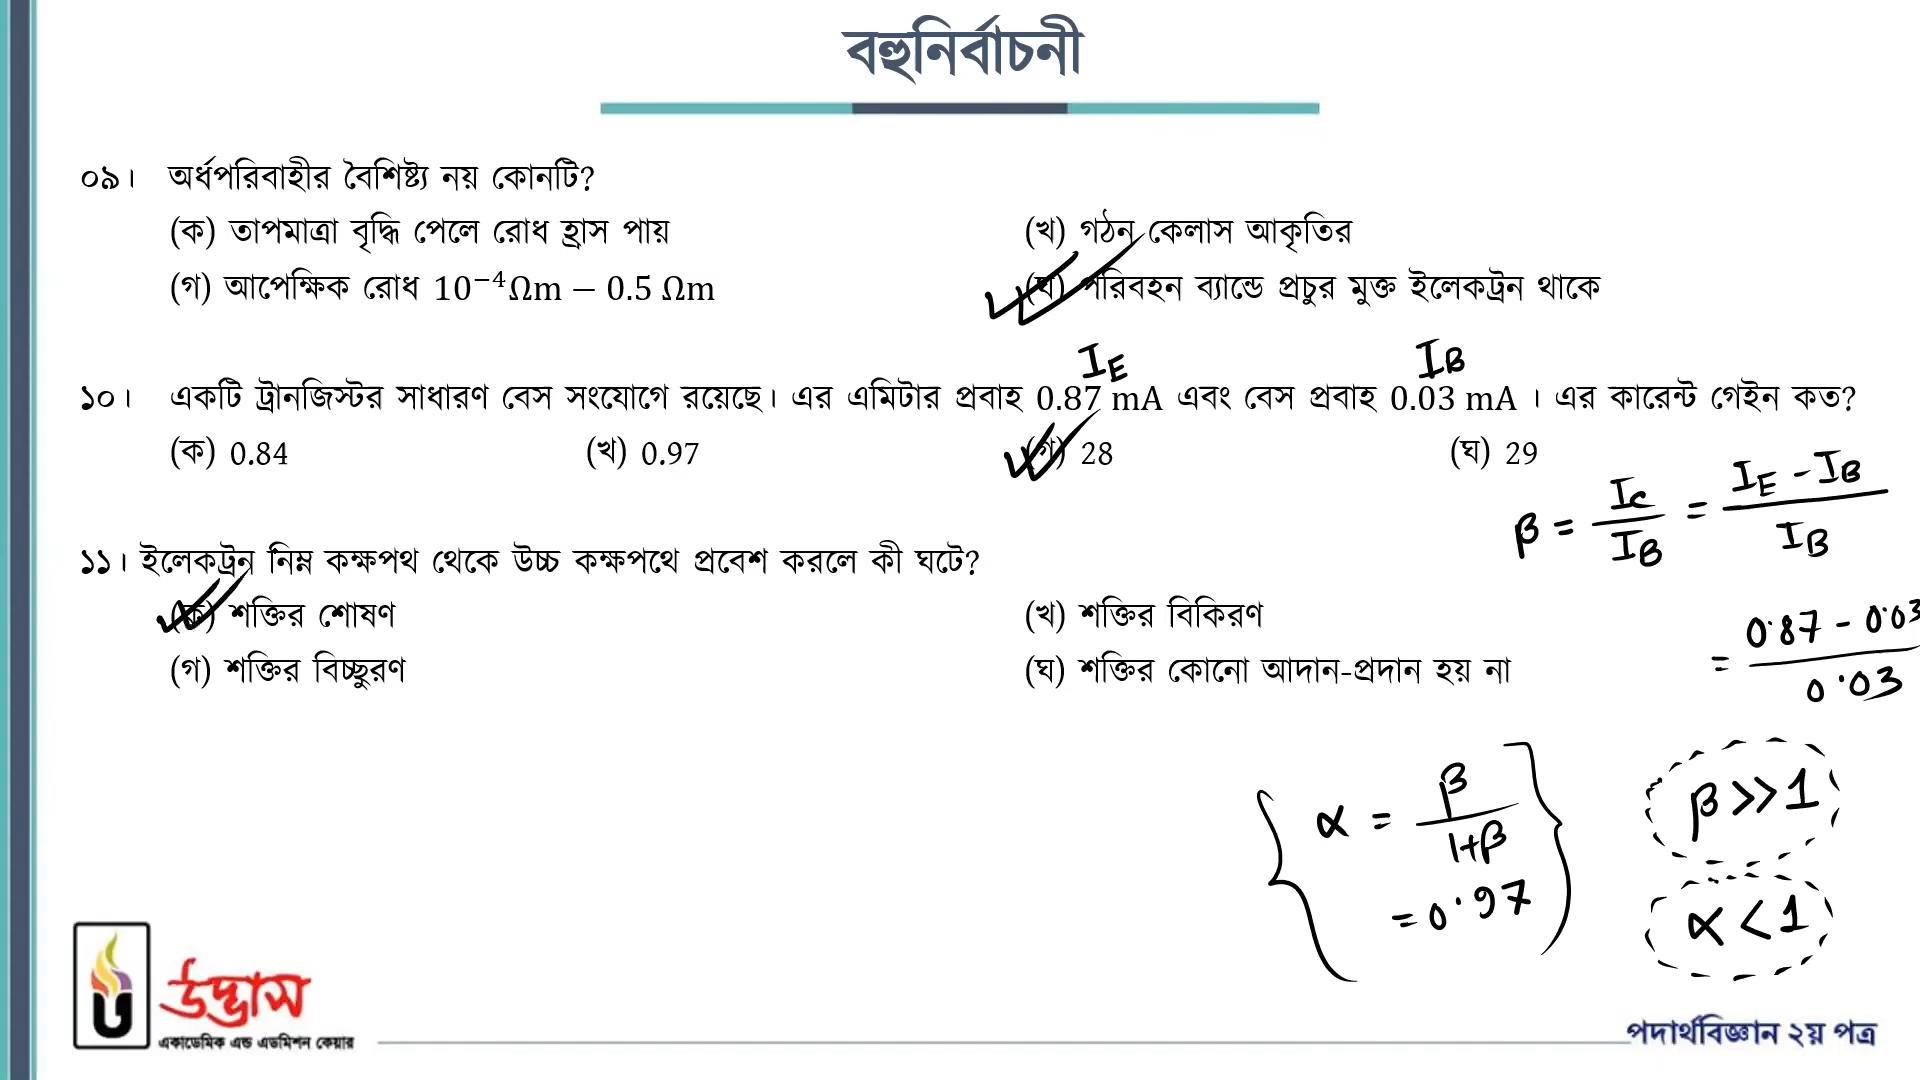 বহুনির্বাচনী
০৯। অর্ধপরিবাহীর বৈশিষ্ট্য নয় কোনটি?
(ক) তাপমাত্রা বৃদ্ধি পেলে রোধ হ্রাস পায় (খ) গঠন কেলাস আকৃতির
(গ) আপেক্ষিক রোধ 10⁻⁴Ωm − 0.5 Ωm (ঘ) পরিবহন ব্যান্ডে প্রচুর মুক্ত ইলেকট্রন থাকে
I_E I_B
১০। একটি ট্রানজিস্টর সাধারণ বেস সংযোগে রয়েছে। এর এমিটার প্রবাহ 0.87 mA এবং বেস প্রবাহ 0.03 mA । এর কারেন্ট গেইন কত?
(ক) 0.84 (খ) 0.97 (গ) 28 (ঘ) 29
β = I_C / I_B = (I_E - I_B) / I_B
১১। ইলেকট্রন নিম্ন কক্ষপথ থেকে উচ্চ কক্ষপথে প্রবেশ করলে কী ঘটে?
(ক) শক্তির শোষণ (খ) শক্তির বিকিরণ
= (0.87 - 0.03) / 0.03
(গ) শক্তির বিচ্ছুরণ (ঘ) শক্তির কোনো আদান-প্রদান হয় না
α = β / (1+β)
= 0.97
β >> 1
α < 1
উদ্ভাস
একাডেমিক এন্ড এডমিশন কেয়ার
পদার্থবিজ্ঞান ২য় পত্র